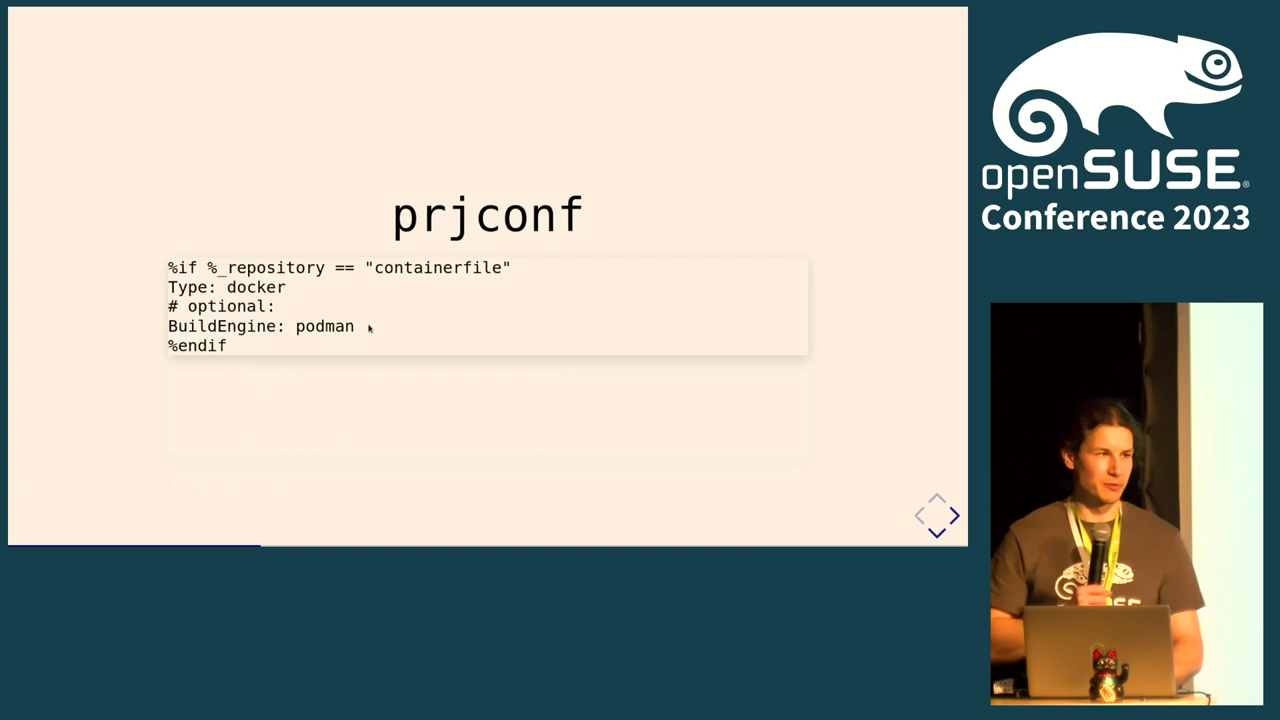 prjconf
%if %_repository == "containerfile"
Type: docker
# optional:
BuildEngine: podman
%endif
openSUSE®
Conference 2023